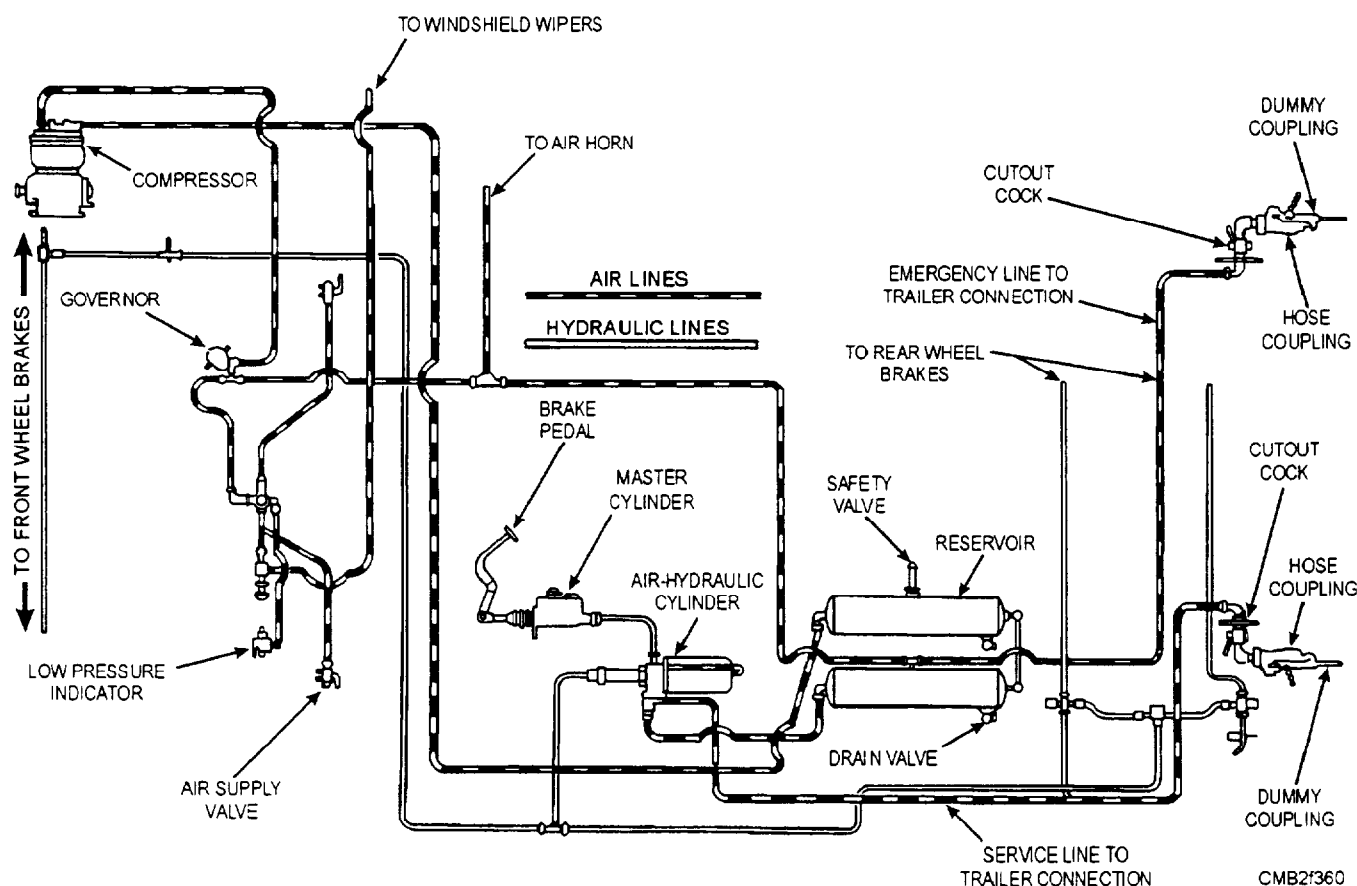 TO WINDSHIELD WIPERS
DUMMY
COUPLING
TO AIR HORN
COMPRESSOR
CUTOUT
COCK
AIR LINES
EMERGENCY LINE TO
TRAILER CONNECTION
GOVERNOR
HYDRAULIC LINES
HOSE
COUPLING
TO REAR WHEEL
BRAKES
TO FRONT WHEEL BRAKES
BRAKE
PEDAL
MASTER
CYLINDER
SAFETY
VALVE
CUTOUT
COCK
RESERVOIR
AIR-HYDRAULIC
CYLINDER
HOSE
COUPLING
LOW PRESSURE
INDICATOR
DRAIN VALVE
AIR SUPPLY
VALVE
DUMMY
COUPLING
SERVICE LINE TO
TRAILER CONNECTION
CMB2f360